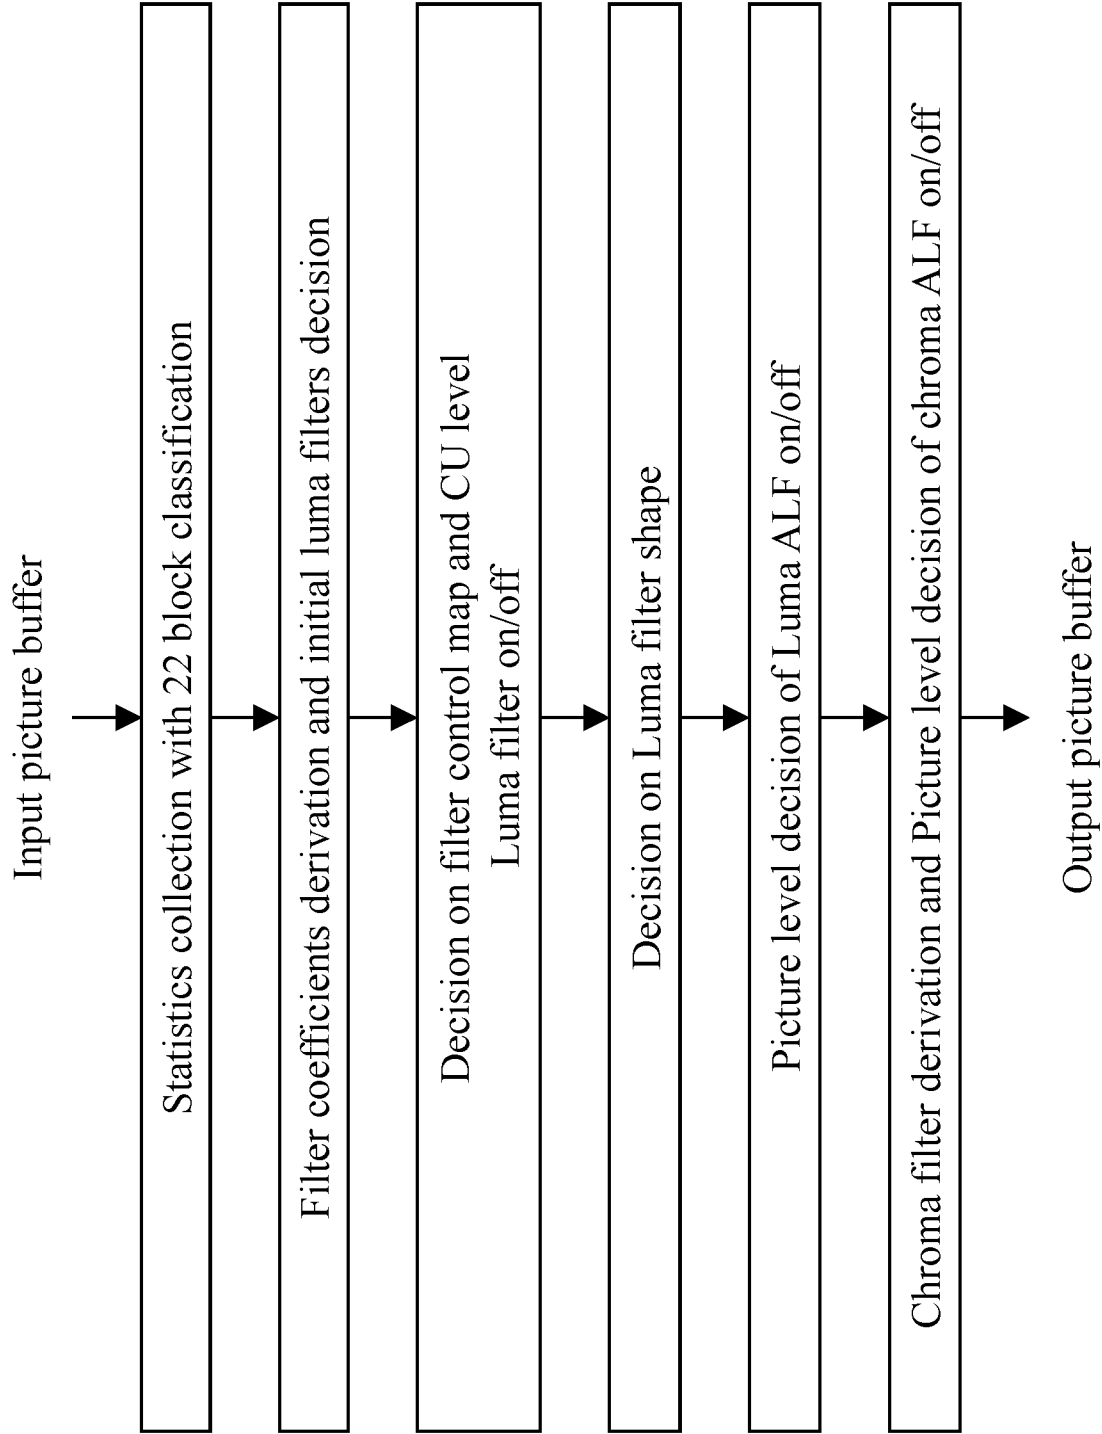 Input picture buffer
Statistics collection with 22 block classification
Filter coefficients derivation and initial luma filters decision
Decision on filter control map and CU level
Luma filter on/off
Decision on Luma filter shape
Picture level decision of Luma ALF on/off
Chroma filter derivation and Picture level decision of chroma ALF on/off
Output picture buffer